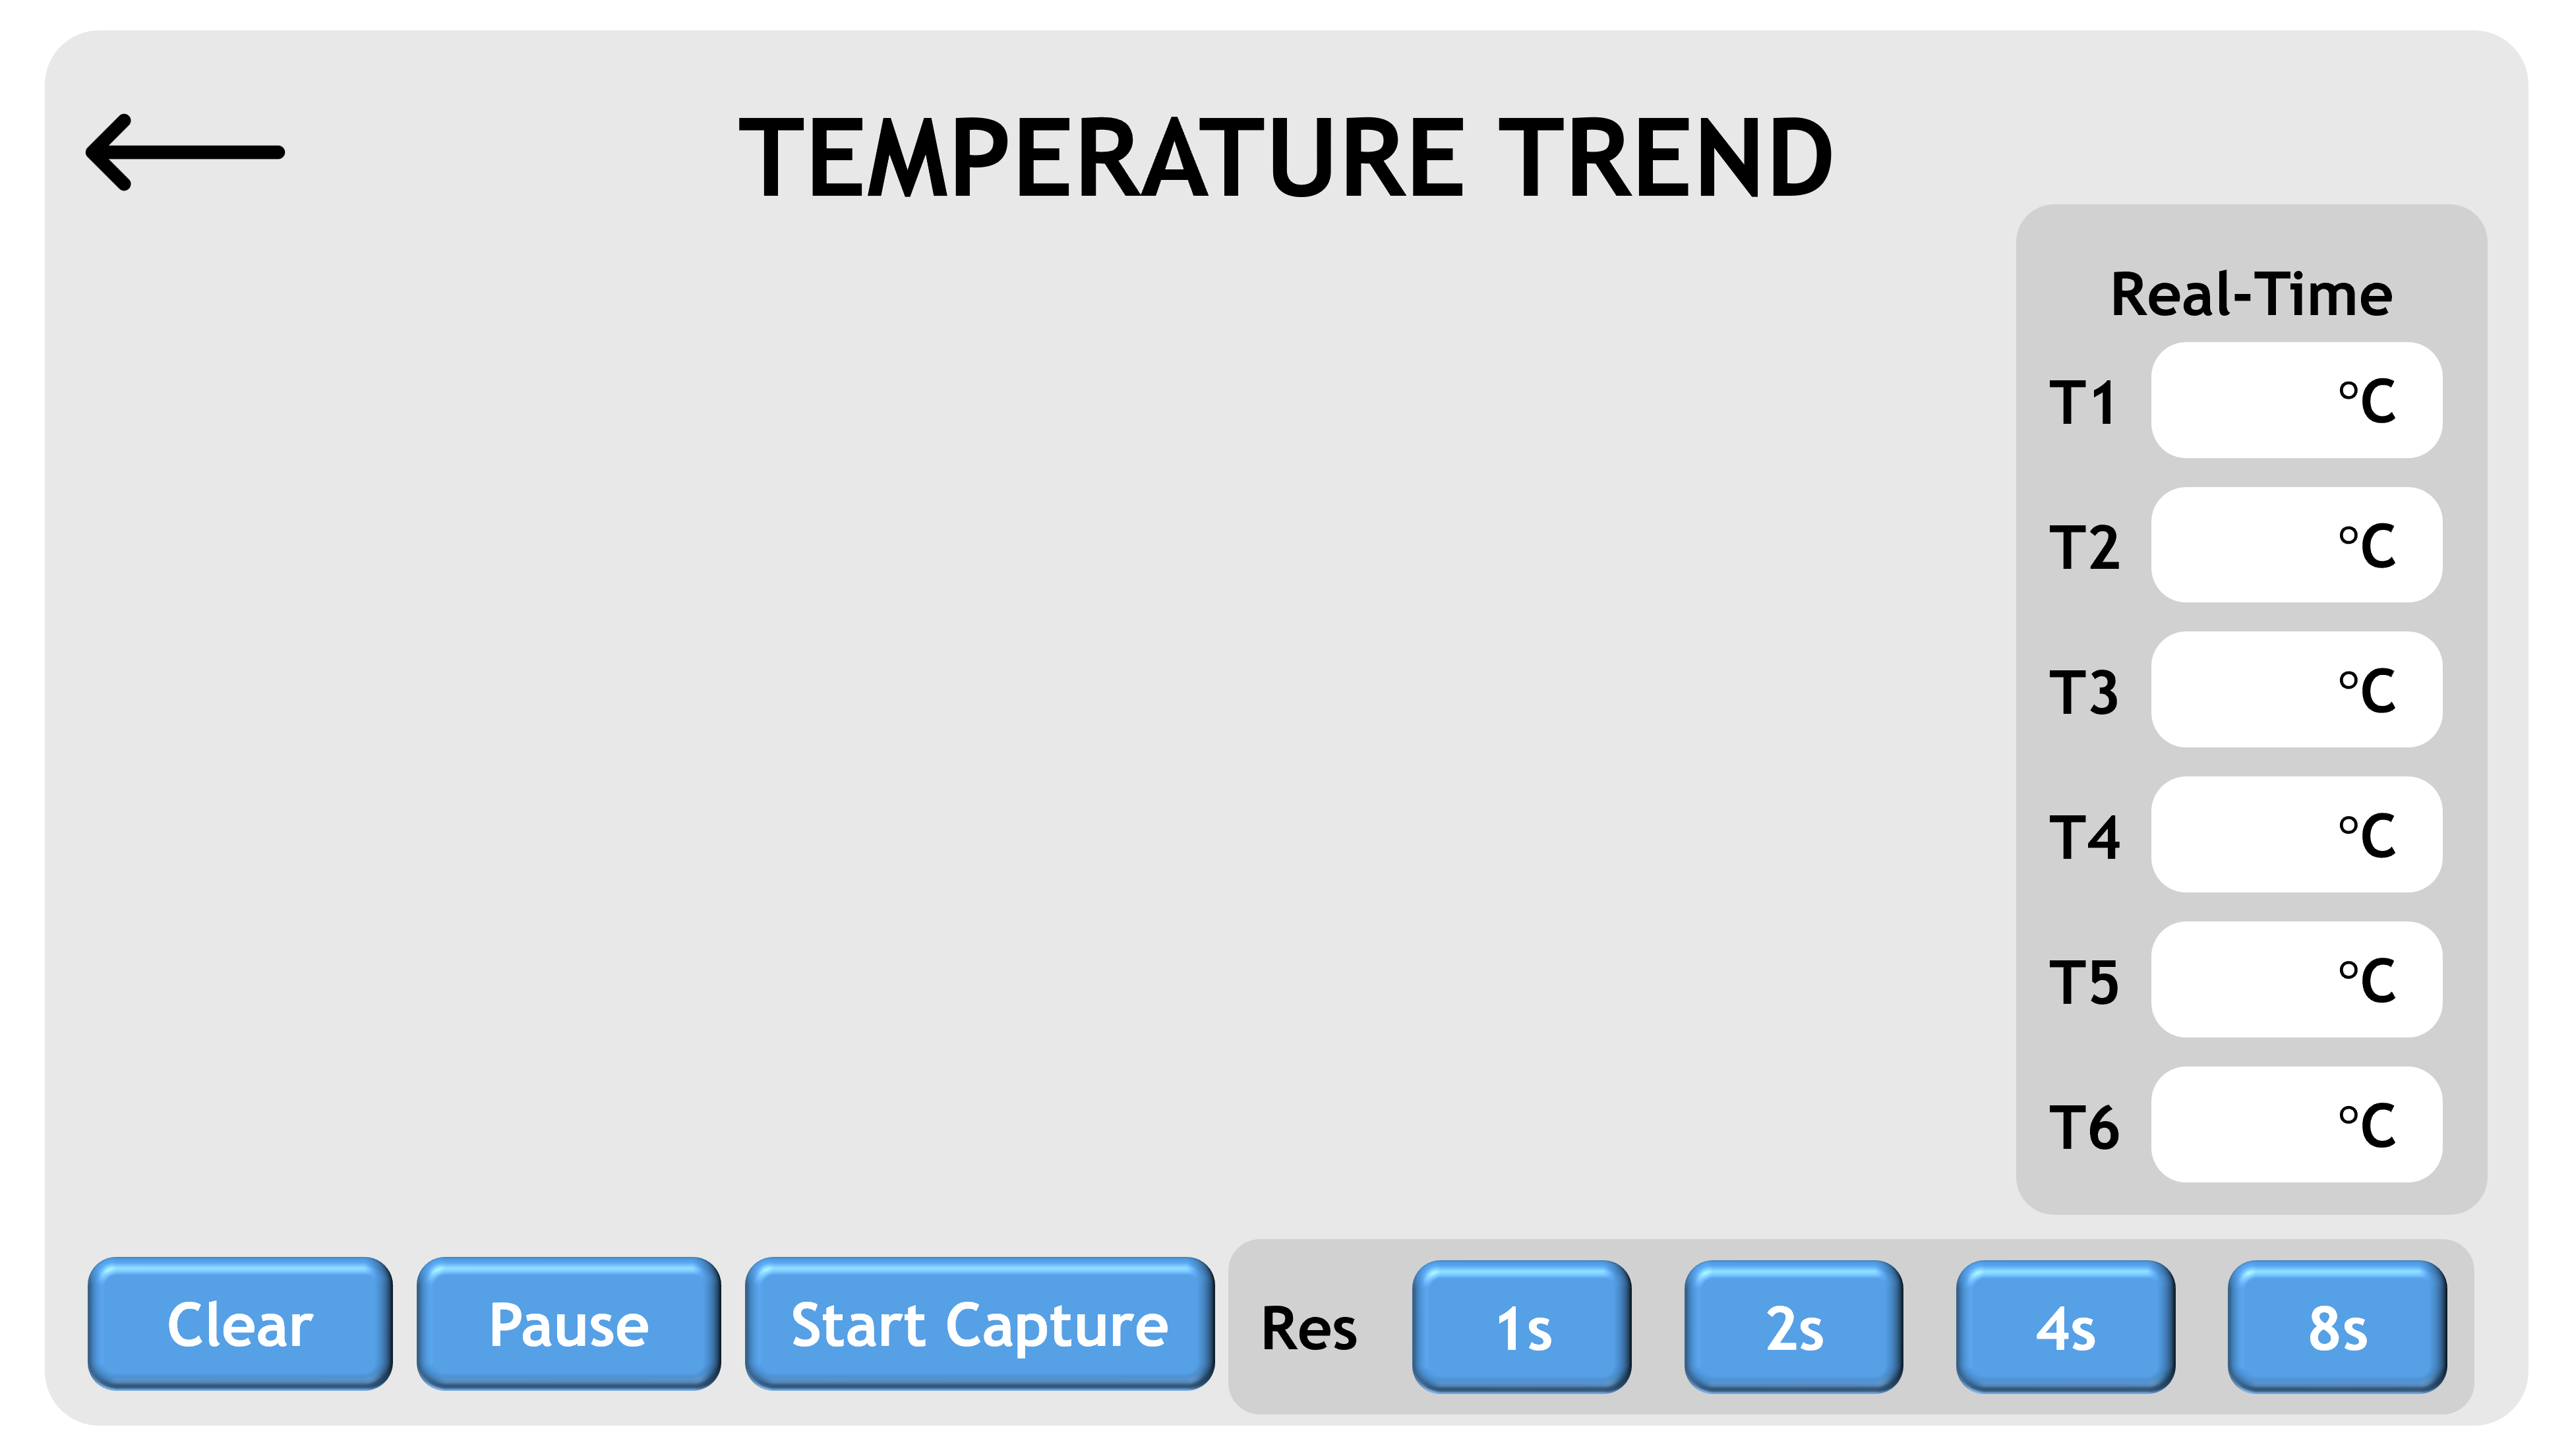 TEMPERATURE TREND
Real-Time
T1 °C
T2 °C
T3 °C
T4 °C
T5 °C
T6 °C
Clear Pause Start Capture Res 1s 2s 4s 8s